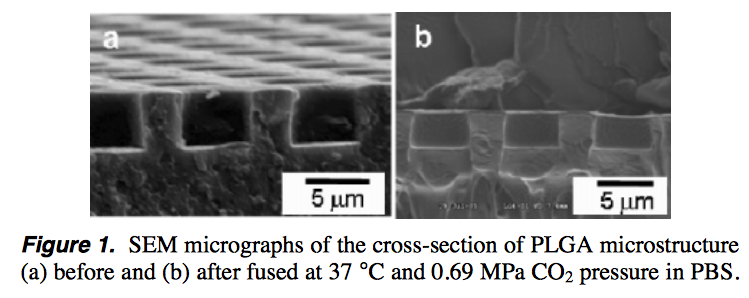 a
b
5 μm
5 μm
Figure 1. SEM micrographs of the cross-section of PLGA microstructure
(a) before and (b) after fused at 37 °C and 0.69 MPa CO₂ pressure in PBS.